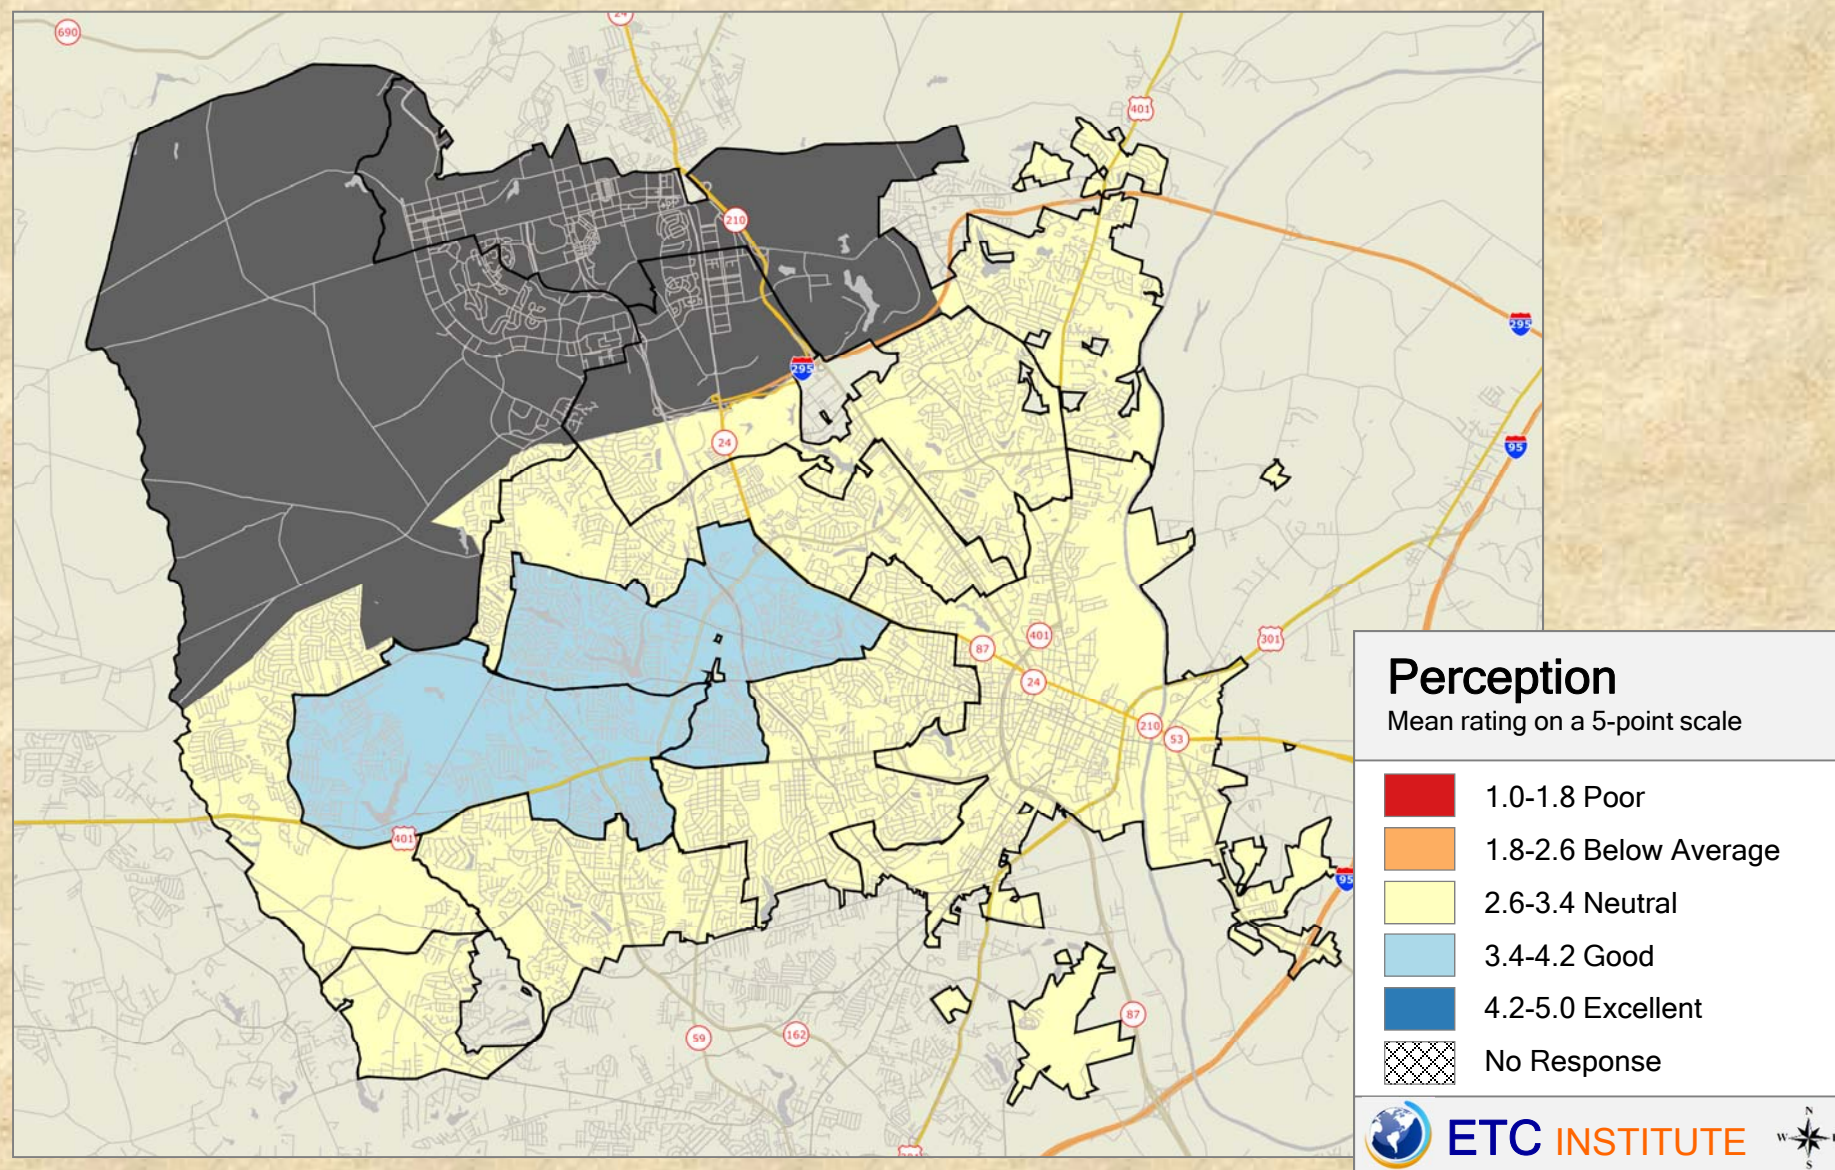 24
690
401
210
295
295
24
95
401
301
87
24
210
53
401
95
87
59
162
Perception
Mean rating on a 5-point scale
1.0-1.8 Poor
1.8-2.6 Below Average
2.6-3.4 Neutral
3.4-4.2 Good
4.2-5.0 Excellent
No Response
ETC INSTITUTE
N
W
S